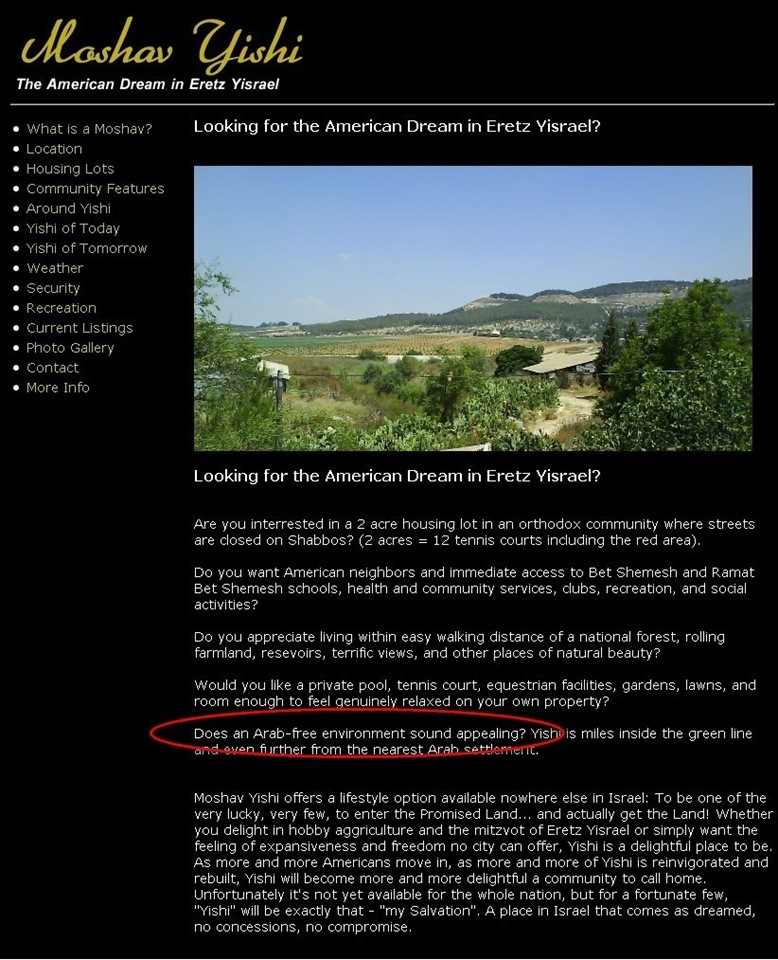 Moshav Yishi
The American Dream in Eretz Yisrael
What is a Moshav?
Location
Housing Lots
Community Features
Around Yishi
Yishi of Today
Yishi of Tomorrow
Weather
Security
Recreation
Current Listings
Photo Gallery
Contact
More Info
Looking for the American Dream in Eretz Yisrael?
Looking for the American Dream in Eretz Yisrael?
Are you interrested in a 2 acre housing lot in an orthodox community where streets
are closed on Shabbos? (2 acres = 12 tennis courts including the red area).
Do you want American neighbors and immediate access to Bet Shemesh and Ramat
Bet Shemesh schools, health and community services, clubs, recreation, and social
activities?
Do you appreciate living within easy walking distance of a national forest, rolling
farmland, resevoirs, terrific views, and other places of natural beauty?
Would you like a private pool, tennis court, equestrian facilities, gardens, lawns, and
room enough to feel genuinely relaxed on your own property?
Does an Arab-free environment sound appealing? Yishi is miles inside the green line
and even further from the nearest Arab settlement.
Moshav Yishi offers a lifestyle option available nowhere else in Israel: To be one of the
very lucky, very few, to enter the Promised Land... and actually get the Land! Whether
you delight in hobby aggriculture and the mitzvot of Eretz Yisrael or simply want the
feeling of expansiveness and freedom no city can offer, Yishi is a delightful place to be.
As more and more Americans move in, as more and more of Yishi is reinvigorated and
rebuilt, Yishi will become more and more delightful a community to call home.
Unfortunately it's not yet available for the whole nation, but for a fortunate few,
"Yishi" will be exactly that - "my Salvation". A place in Israel that comes as dreamed,
no concessions, no compromise.